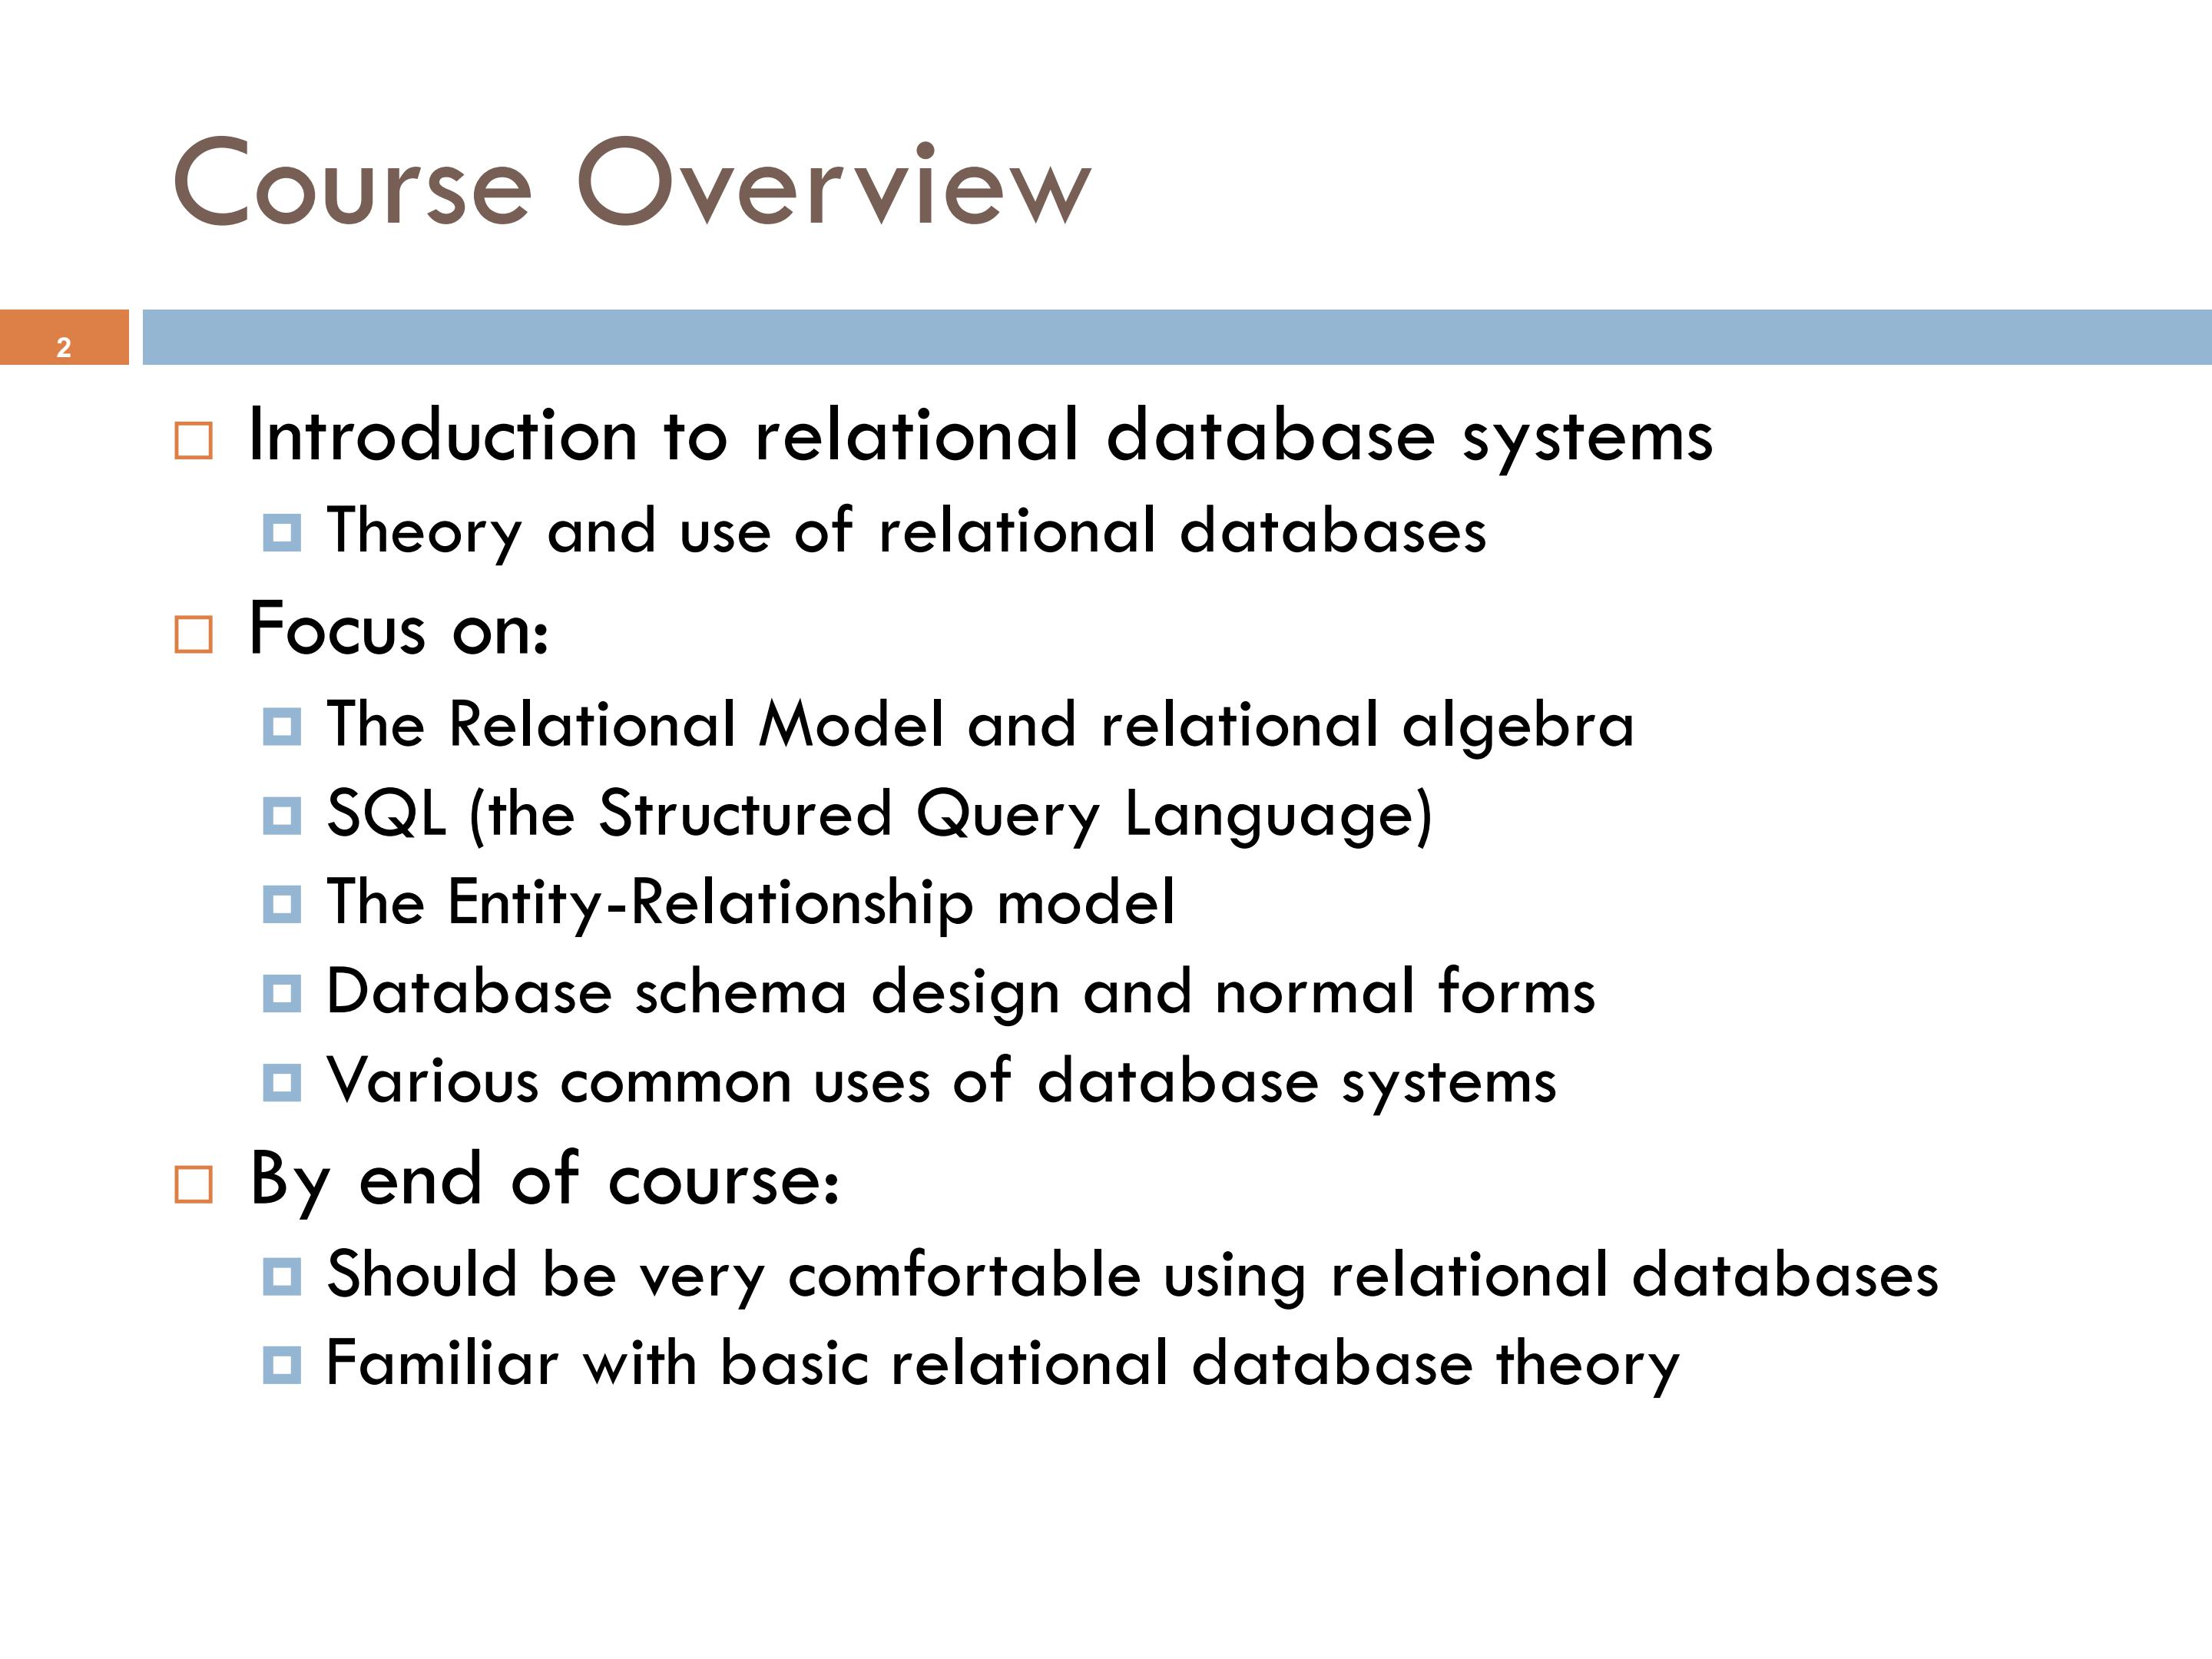 Course Overview
2
Introduction to relational database systems
Theory and use of relational databases
Focus on:
The Relational Model and relational algebra
SQL (the Structured Query Language)
The Entity-Relationship model
Database schema design and normal forms
Various common uses of database systems
By end of course:
Should be very comfortable using relational databases
Familiar with basic relational database theory